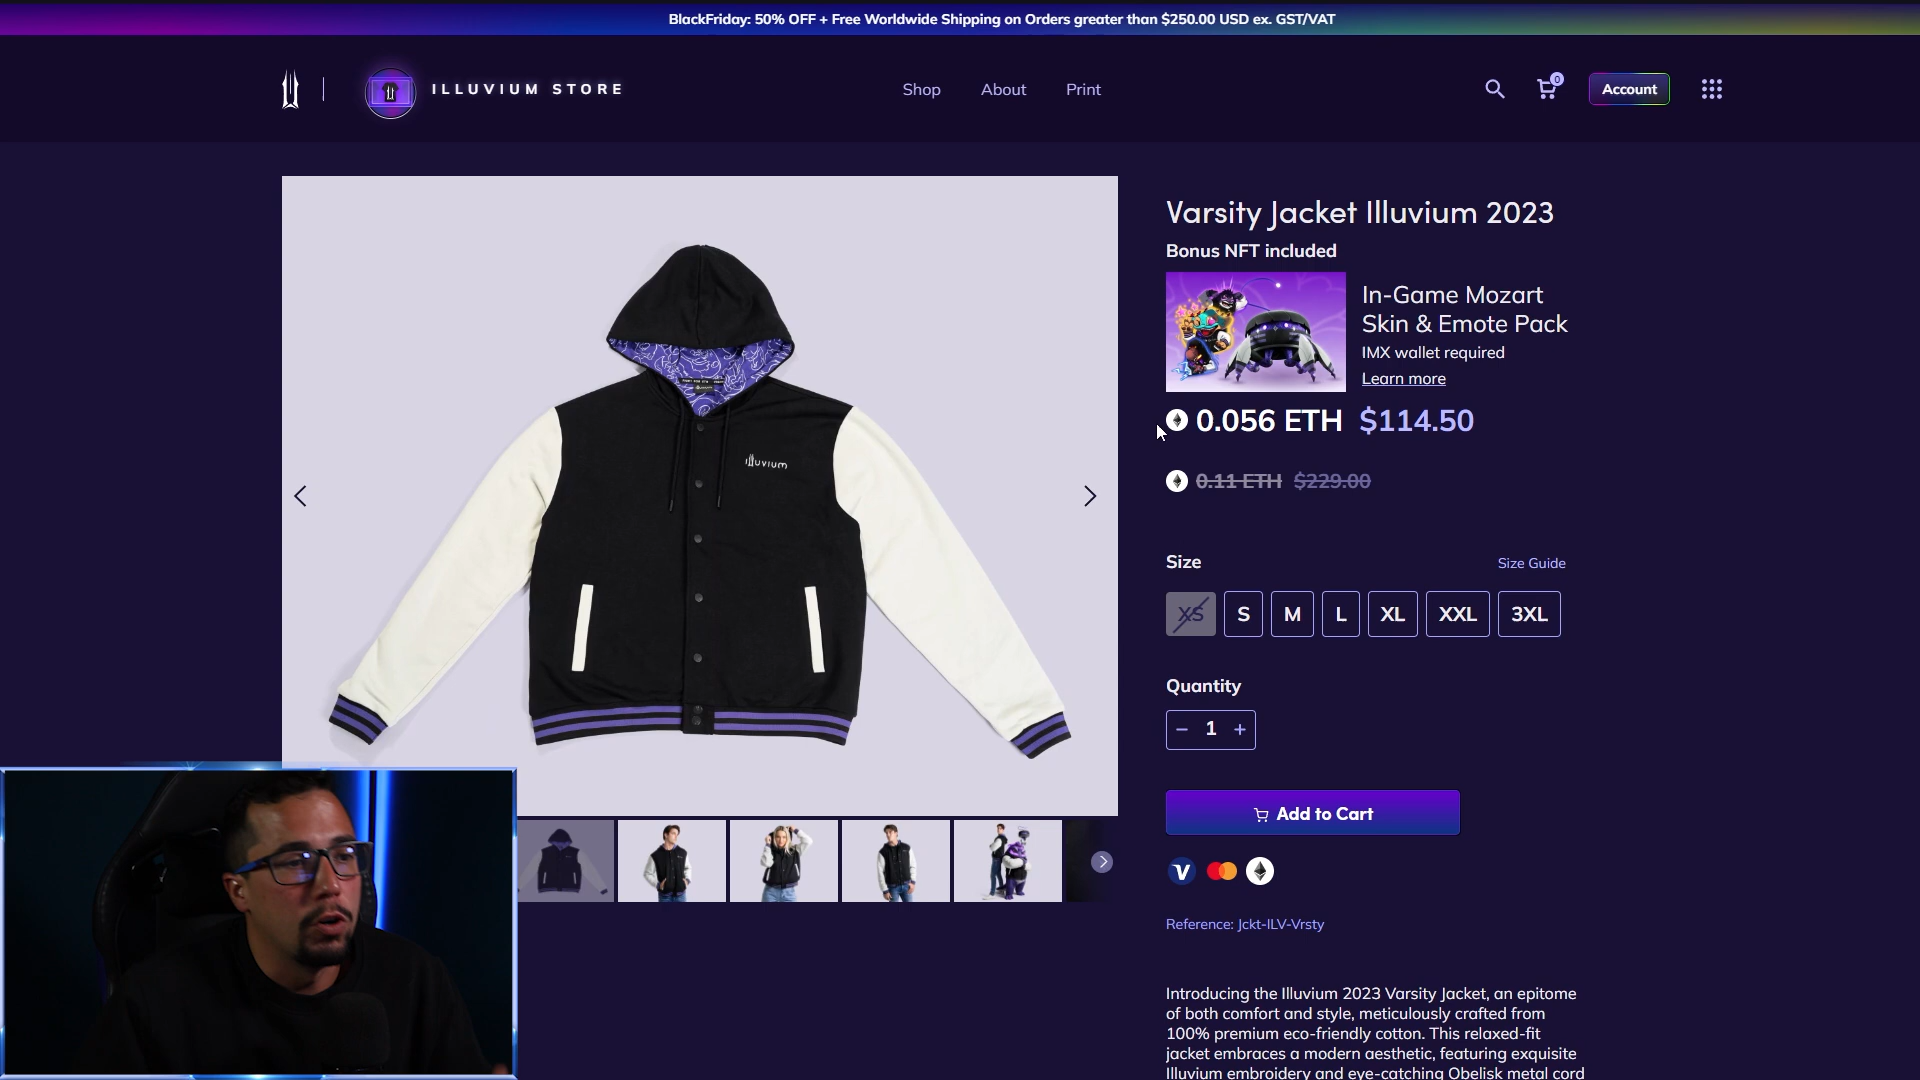 BlackFriday: 50% OFF + Free Worldwide Shipping on Orders greater than $250.00 USD ex. GST/VAT
ILLUVIUM STORE
Shop
About
Print
0
Account
Varsity Jacket Illuvium 2023
Bonus NFT included
In-Game Mozart
Skin & Emote Pack
IMX wallet required
Learn more
0.056 ETH $114.50
0.11 ETH $229.00
illuvium
Size
Size Guide
XS S M L XL XXL 3XL
Quantity
− 1 +
Add to Cart
Reference: Jckt-ILV-Vrsty
Introducing the Illuvium 2023 Varsity Jacket, an epitome
of both comfort and style, meticulously crafted from
100% premium eco-friendly cotton. This relaxed-fit
jacket embraces a modern aesthetic, featuring exquisite
Illuvium embroidery and eye-catching Obelisk metal cord